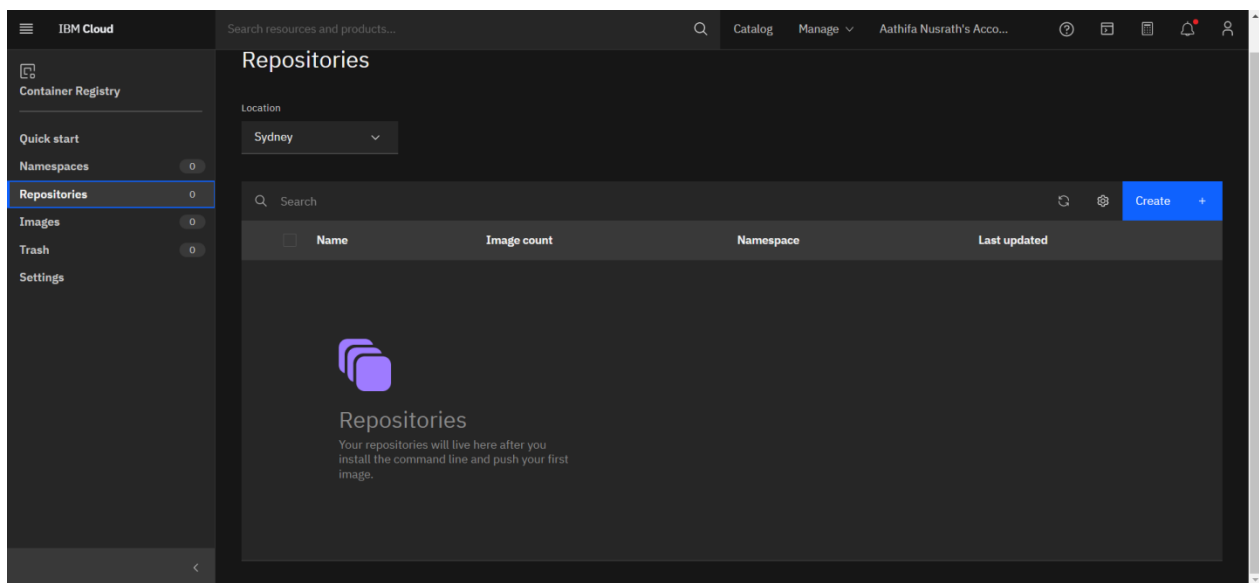 IBM Cloud
Search resources and products...
Catalog
Manage
Aathifa Nusrath's Acco...
Container Registry
Quick start
Namespaces 0
Repositories 0
Images 0
Trash 0
Settings
Repositories
Location
Sydney
Search
Create +
Name Image count Namespace Last updated
Repositories
Your repositories will live here after you
install the command line and push your first
image.